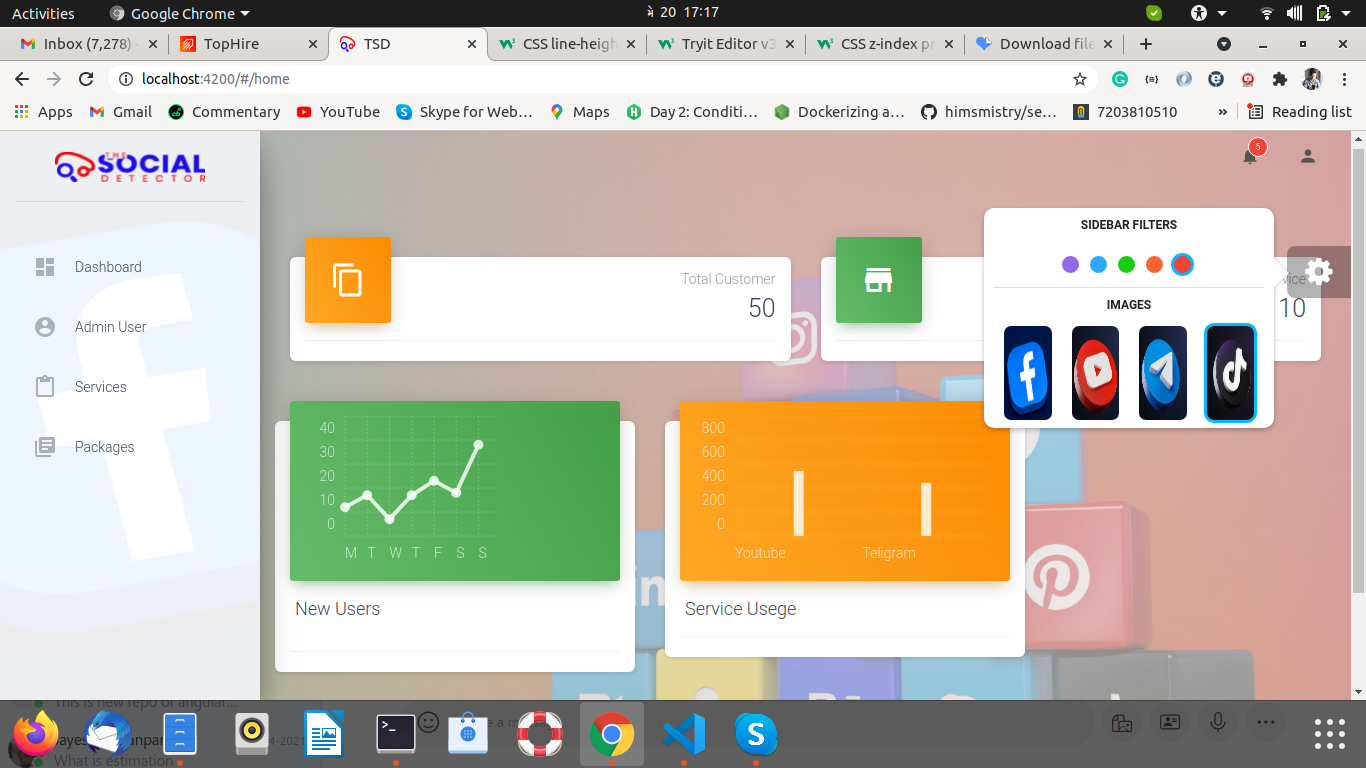 Activities
Google Chrome
મે 20 17:17
Inbox (7,278) -
TopHire
TSD
CSS line-heigh
Tryit Editor v3
CSS z-index pr
Download file
localhost:4200/#/home
Apps
Gmail
Commentary
YouTube
Skype for Web...
Maps
Day 2: Conditi...
Dockerizing a...
himsmistry/se...
7203810510
»
Reading list
THE
SOCIAL
DETECTOR
5
Dashboard
Admin User
Services
Packages
Total Customer
50
10
SIDEBAR FILTERS
IMAGES
40
30
20
10
0
M T W T F S S
New Users
800
600
400
200
0
Youtube
Teligram
Service Usege
This is new repo of angular...
What is estimation